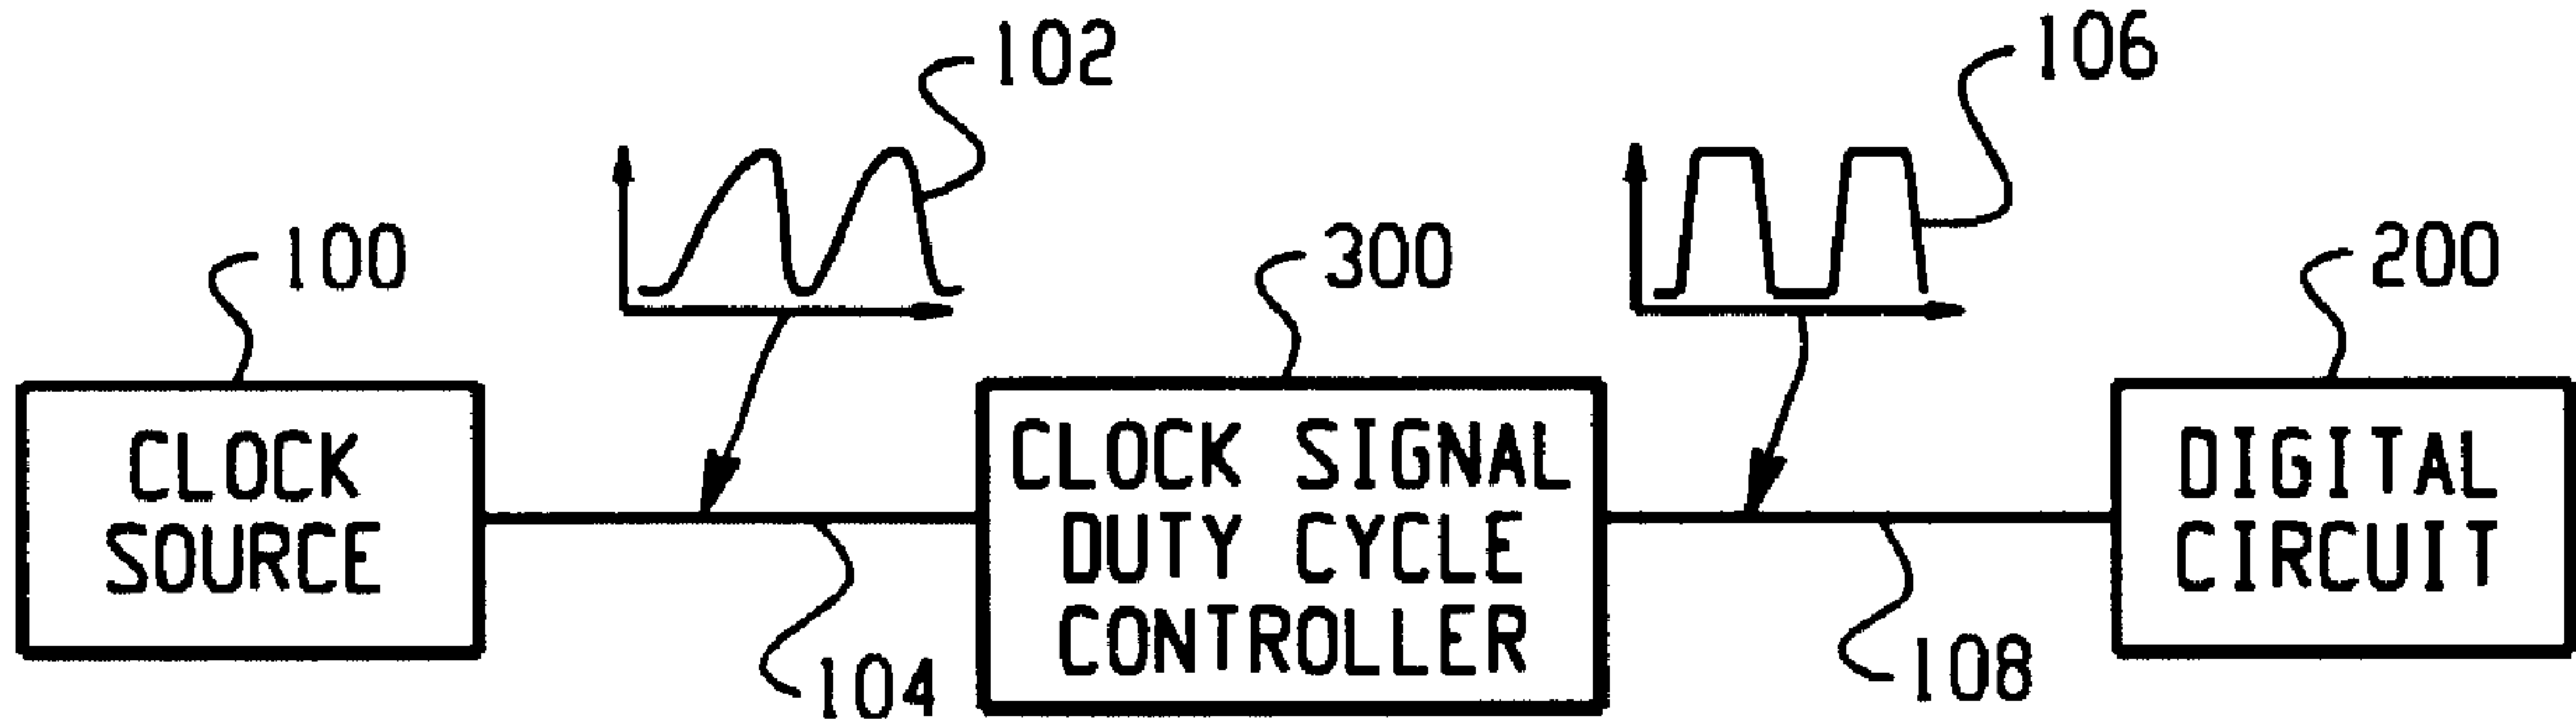 102
106
100
300
200
CLOCK
SOURCE
CLOCK SIGNAL
DUTY CYCLE
CONTROLLER
DIGITAL
CIRCUIT
104
108